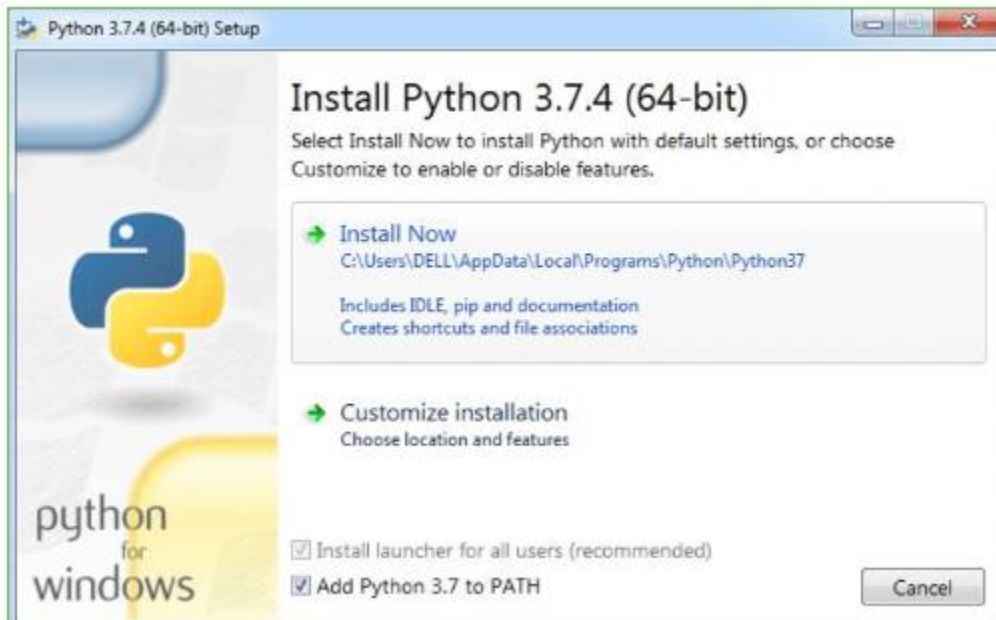 Python 3.7.4 (64-bit) Setup
Install Python 3.7.4 (64-bit)
Select Install Now to install Python with default settings, or choose
Customize to enable or disable features.
Install Now
C:\Users\DELL\AppData\Local\Programs\Python\Python37
Includes IDLE, pip and documentation
Creates shortcuts and file associations
Customize installation
Choose location and features
python
for
windows
Install launcher for all users (recommended)
Add Python 3.7 to PATH
Cancel